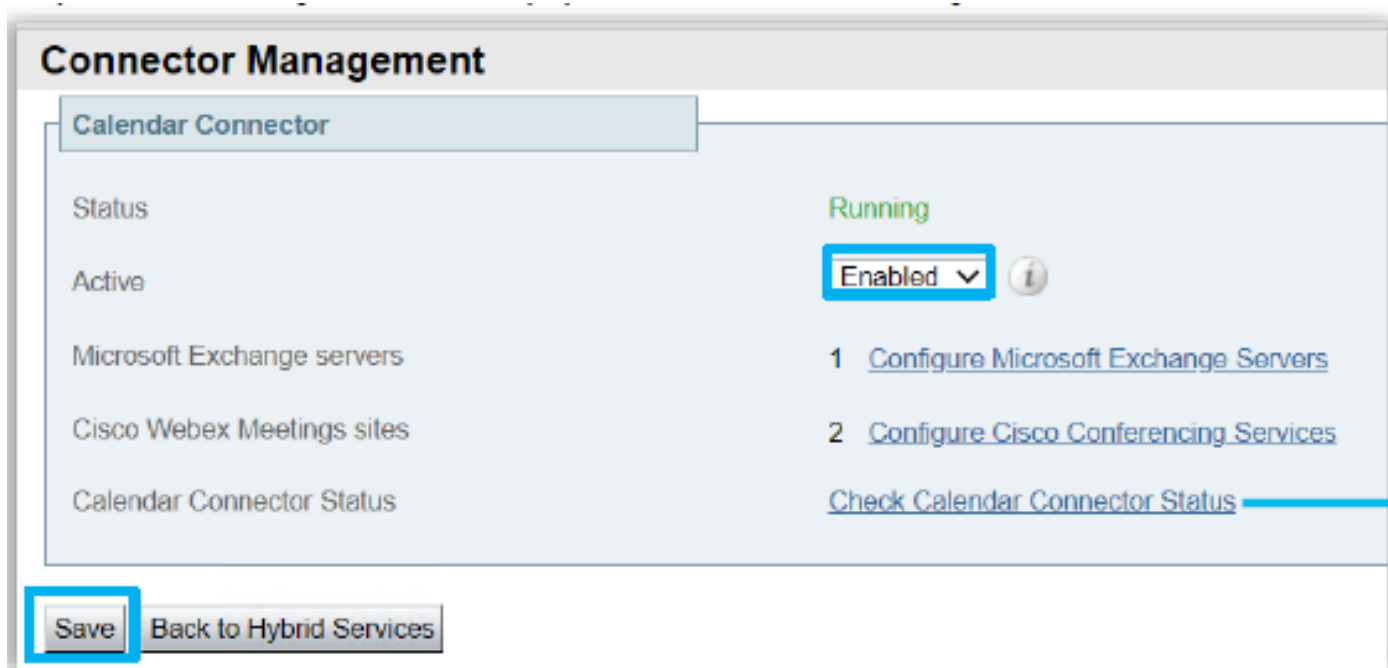 Connector Management
Calendar Connector
Status Running
Active Enabled i
Microsoft Exchange servers 1 Configure Microsoft Exchange Servers
Cisco Webex Meetings sites 2 Configure Cisco Conferencing Services
Calendar Connector Status Check Calendar Connector Status
Save Back to Hybrid Services